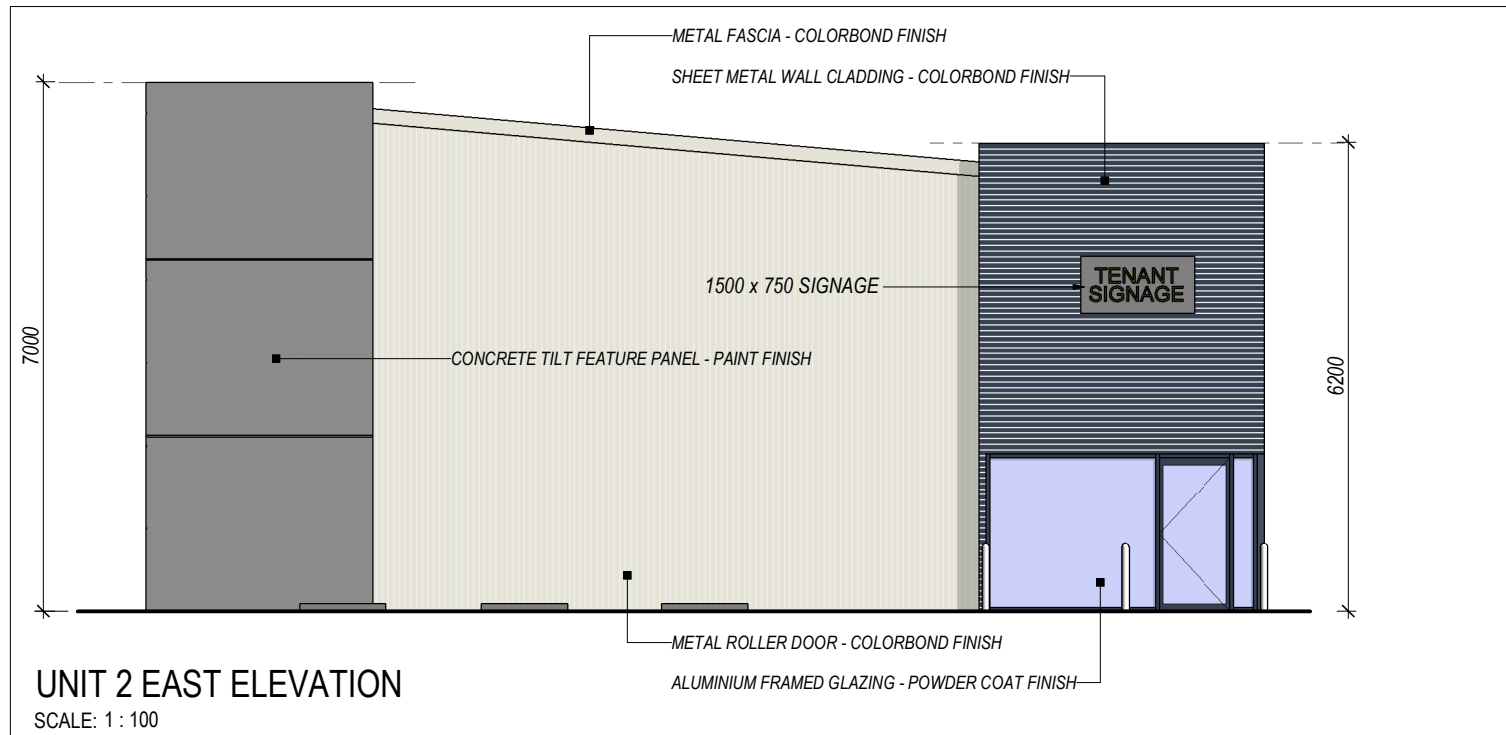 METAL FASCIA - COLORBOND FINISH
SHEET METAL WALL CLADDING - COLORBOND FINISH
7000
1500 x 750 SIGNAGE
TENANT
SIGNAGE
CONCRETE TILT FEATURE PANEL - PAINT FINISH
6200
METAL ROLLER DOOR - COLORBOND FINISH
ALUMINIUM FRAMED GLAZING - POWDER COAT FINISH
UNIT 2 EAST ELEVATION
SCALE: 1 : 100